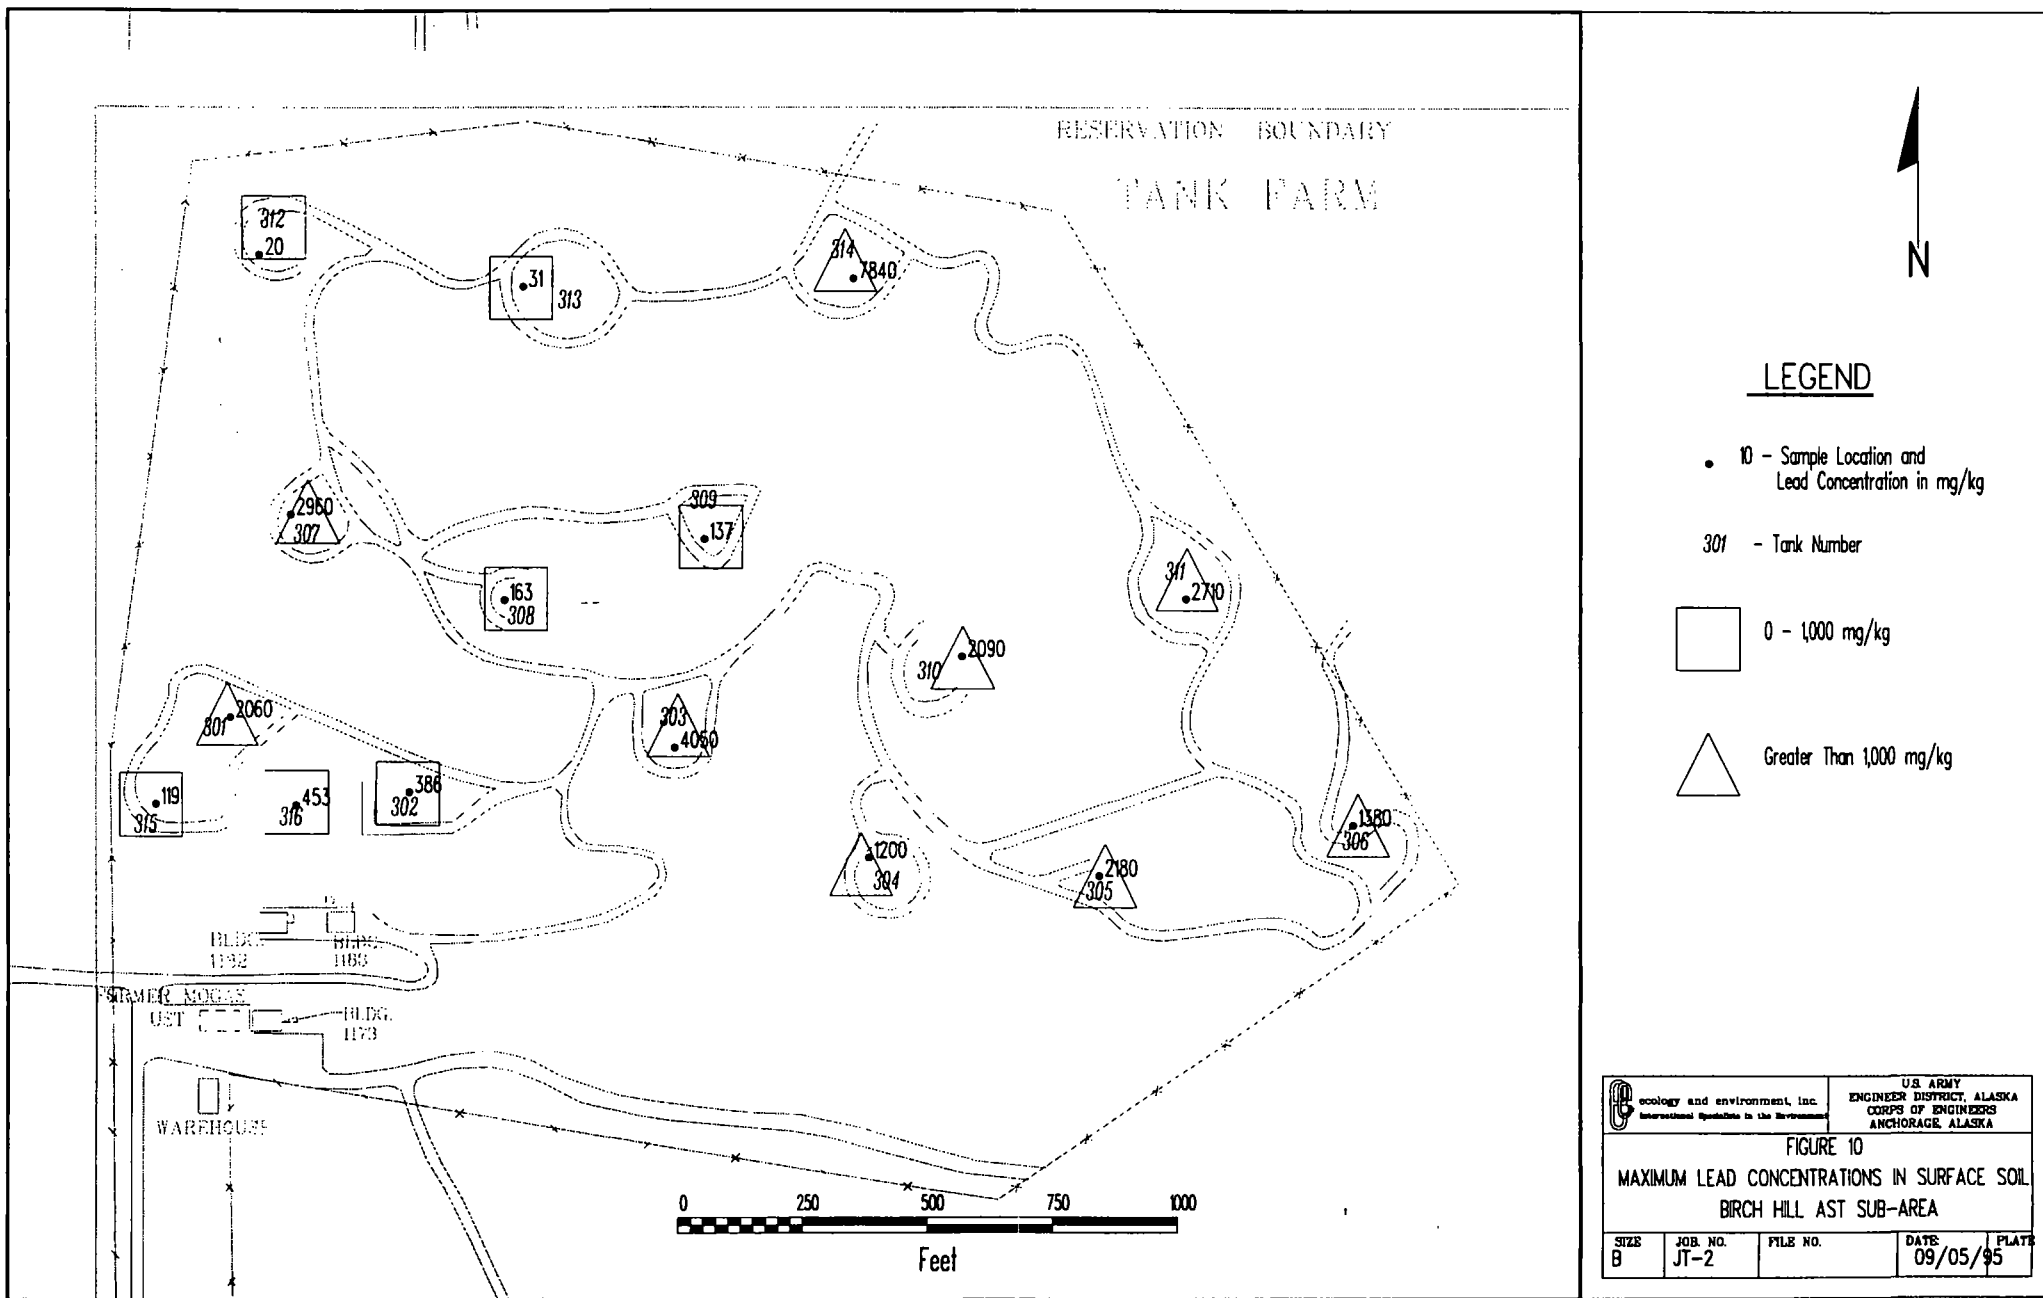 RESERVATION BOUNDARY
TANK FARM
312
20
31
313
314
7840
2960
307
309
137
163
308
311
2710
2090
310
2060
301
303
4050
119
315
453
316
386
302
1200
304
2180
305
1380
306
BLDG.
1192
BLDG.
FORMER MOGAS
UST
BLDG.
1173
WAREHOUSE
0 250 500 750 1000
Feet
N
LEGEND
10 - Sample Location and
Lead Concentration in mg/kg
301 - Tank Number
0 - 1,000 mg/kg
Greater Than 1,000 mg/kg
ecology and environment, inc.
International Specialists in the Environment
U.S. ARMY
ENGINEER DISTRICT, ALASKA
CORPS OF ENGINEERS
ANCHORAGE, ALASKA
FIGURE 10
MAXIMUM LEAD CONCENTRATIONS IN SURFACE SOIL
BIRCH HILL AST SUB-AREA
SIZE
B
JOB. NO.
JT-2
FILE NO.
DATE
09/05/95
PLATE